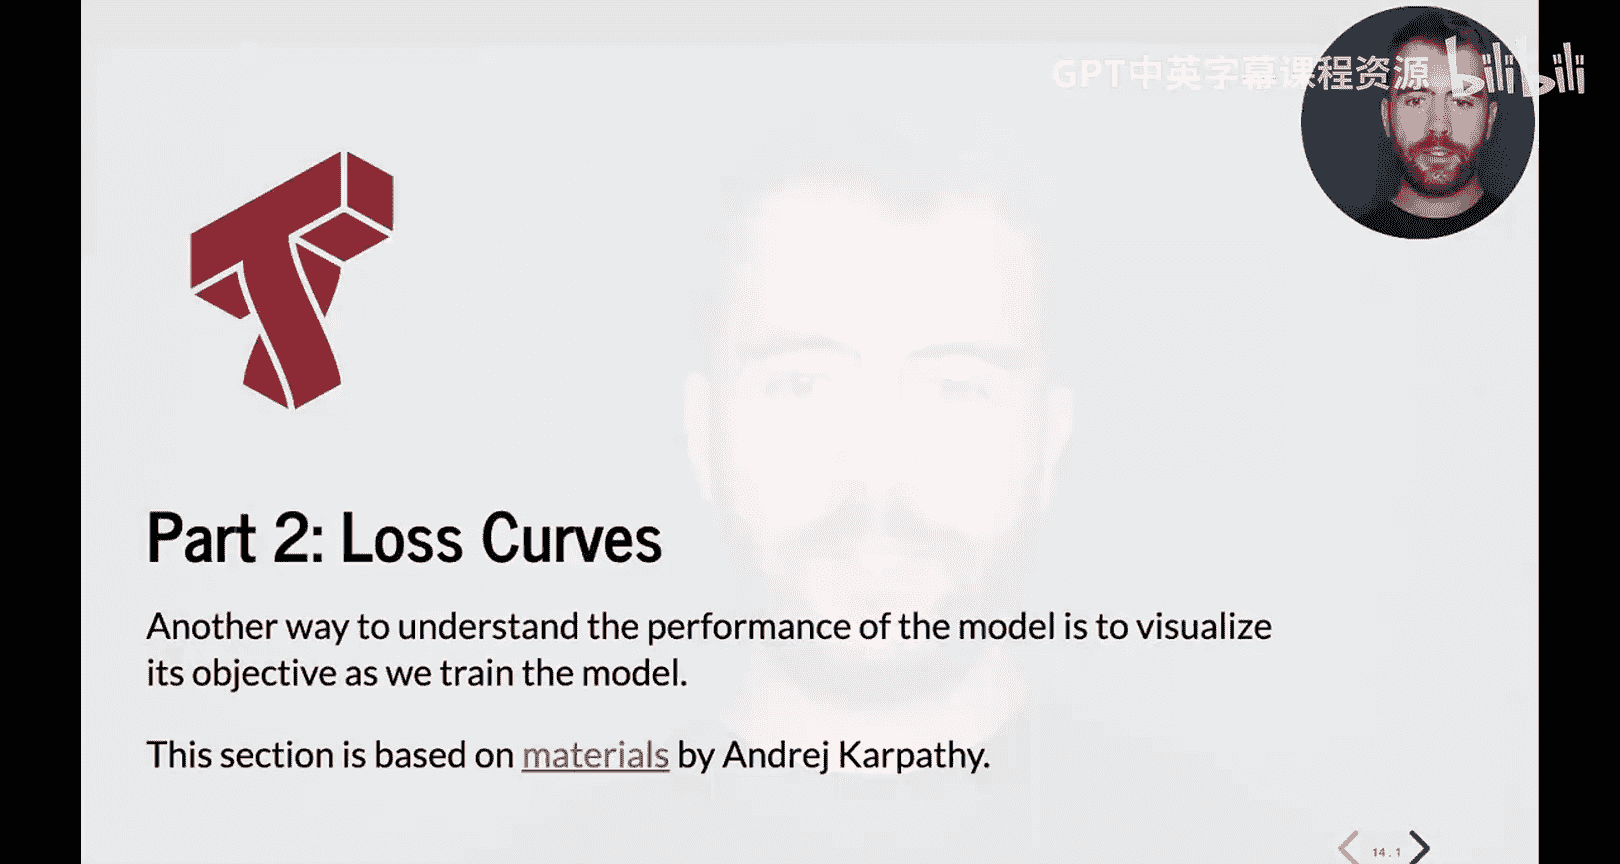 GPT中英字幕课程资源 bilibili
Part 2: Loss Curves
Another way to understand the performance of the model is to visualize
its objective as we train the model.
This section is based on materials by Andrej Karpathy.
14.1